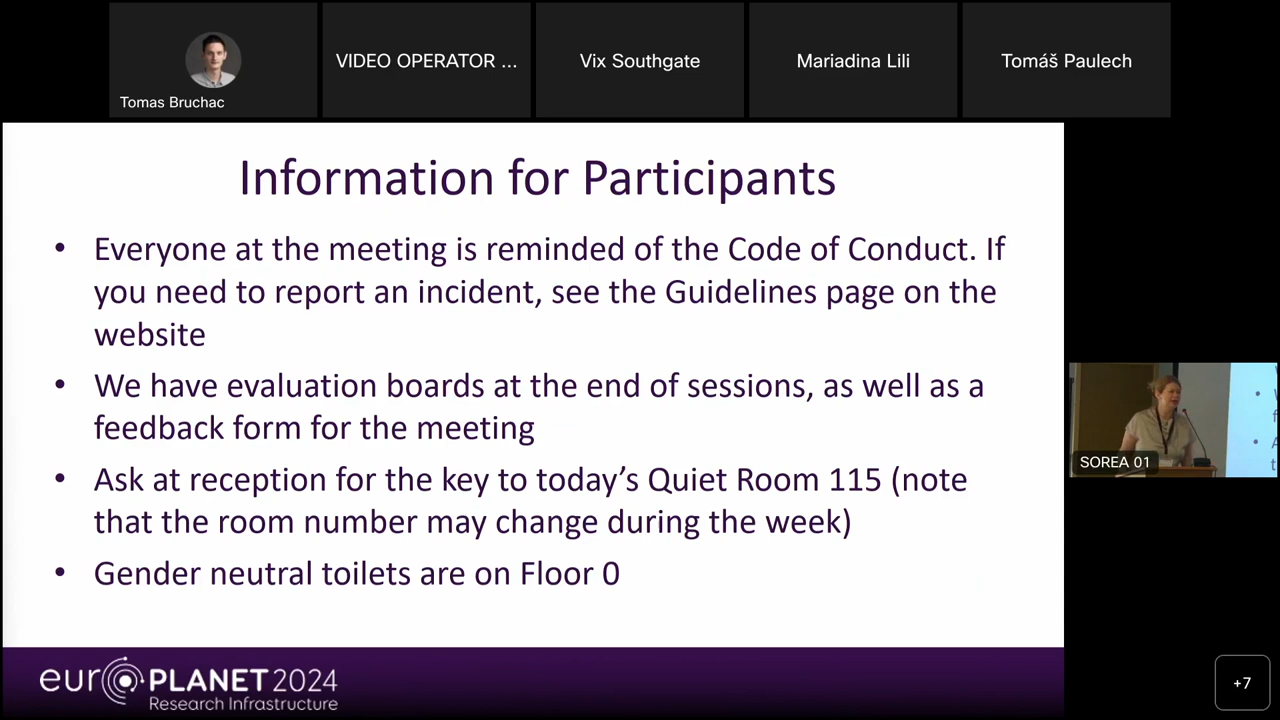 Tomas Bruchac
VIDEO OPERATOR ...
Vix Southgate
Mariadina Lili
Tomáš Paulech
Information for Participants
• Everyone at the meeting is reminded of the Code of Conduct. If
you need to report an incident, see the Guidelines page on the
website
• We have evaluation boards at the end of sessions, as well as a
feedback form for the meeting
• Ask at reception for the key to today’s Quiet Room 115 (note
that the room number may change during the week)
• Gender neutral toilets are on Floor 0
SOREA 01
EUROPLANET 2024
Research Infrastructure
+7